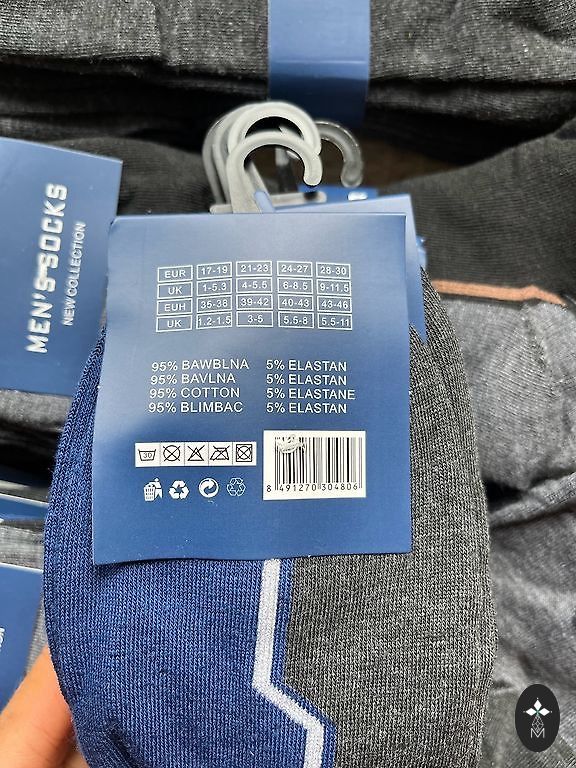 MEN'S SOCKS
NEW COLLECTION
EUR 17-19 21-23 24-27 28-30
UK 1-5.3 4-5.5 6-8.5 9-11.5
EUH 35-38 39-42 40-43 43-46
UK 1.2-1.5 3-5 5.5-8 5.5-11
95% BAWBLNA 5% ELASTAN
95% BAVLNA 5% ELASTAN
95% COTTON 5% ELASTANE
95% BLIMBAC 5% ELASTAN
30
8 491270 304806
M